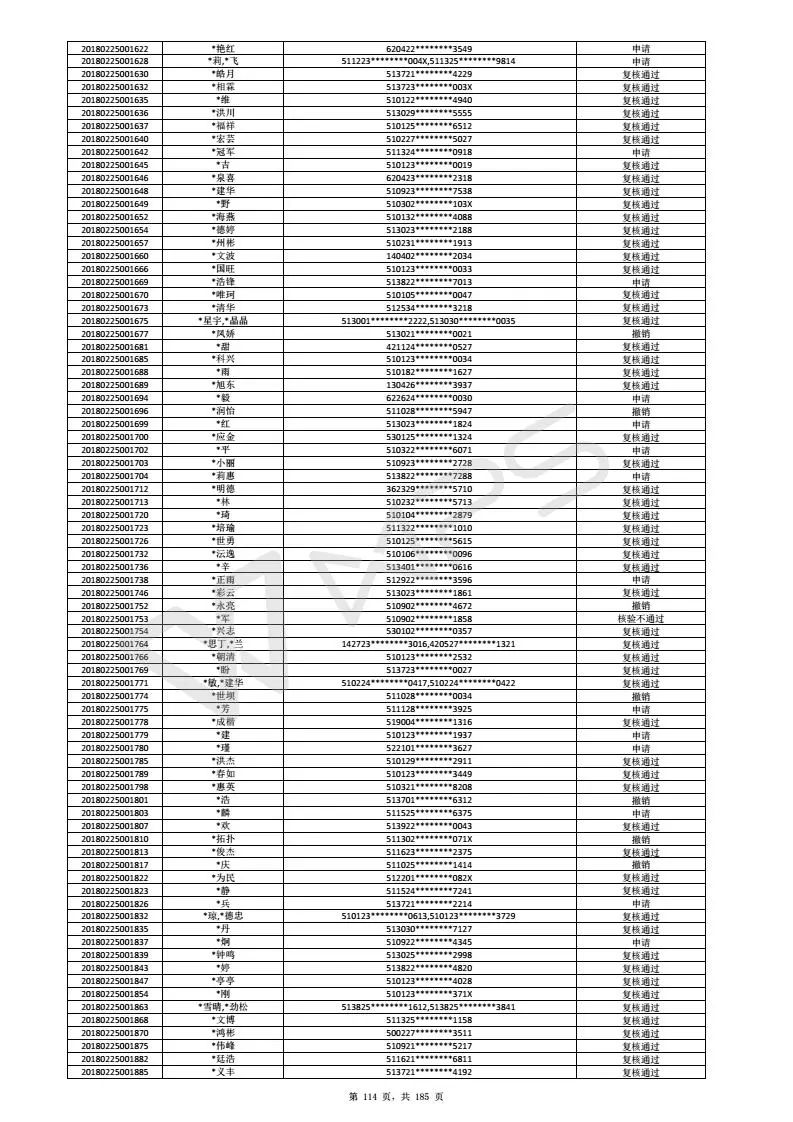 20180225001622 *艳红 620422********3549 申请
20180225001628 *莉,*飞 511223********004X,511325********9814 申请
20180225001630 *皓月 513721********4229 复核通过
20180225001632 *相霖 513723********003X 复核通过
20180225001635 *维 510122********4940 复核通过
20180225001636 *洪川 513029********5555 复核通过
20180225001637 *福祥 510125********6512 复核通过
20180225001640 *宏芸 510227********5027 复核通过
20180225001642 *冠军 511324********0918 申请
20180225001645 *吉 510123********0019 复核通过
20180225001646 *泉喜 620423********2318 复核通过
20180225001648 *建华 510923********7538 复核通过
20180225001649 *野 510302********103X 复核通过
20180225001652 *海燕 510132********4088 复核通过
20180225001654 *德婷 513023********2188 复核通过
20180225001657 *州彬 510231********1913 复核通过
20180225001660 *文波 140402********2034 复核通过
20180225001666 *国旺 510123********0033 复核通过
20180225001669 *浩锋 513822********7013 申请
20180225001670 *唯珂 510105********0047 复核通过
20180225001673 *清华 512534********3218 复核通过
20180225001675 *星宇,*晶晶 513001********2222,513030********0035 复核通过
20180225001677 *凤娇 513021********0021 撤销
20180225001681 *甜 421124********0527 复核通过
20180225001685 *科兴 510123********0034 复核通过
20180225001688 *雨 510182********1627 复核通过
20180225001689 *旭东 130426********3937 复核通过
20180225001694 *毅 622624********0030 申请
20180225001696 *润怡 511028********5947 撤销
20180225001699 *红 513023********1824 申请
20180225001700 *应金 530125********1324 复核通过
20180225001702 *平 510322********6071 申请
20180225001703 *小丽 510923********2728 复核通过
20180225001704 *莉惠 513822********7288 申请
20180225001712 *明德 362329********5710 复核通过
20180225001713 *林 510232********5713 复核通过
20180225001720 *琦 510104********2879 复核通过
20180225001723 *培瑜 511322********1010 复核通过
20180225001726 *世勇 510125********5615 复核通过
20180225001732 *沄逸 510106********0096 复核通过
20180225001736 *辛 513401********0616 复核通过
20180225001738 *正雨 512922********3596 申请
20180225001746 *彩云 513023********1861 复核通过
20180225001752 *永亮 510902********4672 撤销
20180225001753 *军 510902********1858 核验不通过
20180225001754 *兴志 530102********0357 复核通过
20180225001764 *思丁,*兰 142723********3016,420527********1321 复核通过
20180225001766 *朝清 510123********2532 复核通过
20180225001769 *盼 513723********0027 复核通过
20180225001771 *敏,*建华 510224********0417,510224********0422 复核通过
20180225001774 *世坝 511028********0034 撤销
20180225001775 *芳 511128********3925 申请
20180225001778 *成楷 519004********1316 复核通过
20180225001779 *建 510123********1937 申请
20180225001780 *瑾 522101********3627 申请
20180225001785 *洪杰 510129********2911 复核通过
20180225001789 *春如 510123********3449 复核通过
20180225001798 *惠英 510321********8208 复核通过
20180225001801 *浩 513701********6312 撤销
20180225001803 *麟 511525********6375 申请
20180225001807 *欢 513922********0043 复核通过
20180225001810 *拓扑 511302********071X 撤销
20180225001813 *俊杰 511623********2375 复核通过
20180225001817 *庆 511025********1414 撤销
20180225001822 *为民 512201********082X 复核通过
20180225001823 *静 511524********7241 复核通过
20180225001826 *兵 513721********2214 申请
20180225001832 *琼,*德忠 510123********0613,510123********3729 复核通过
20180225001835 *丹 513030********7127 复核通过
20180225001837 *炯 510922********4345 申请
20180225001839 *钟鸣 513025********2998 复核通过
20180225001843 *婷 513822********4820 复核通过
20180225001847 *亭亭 510123********4028 复核通过
20180225001854 *刚 510123********371X 复核通过
20180225001863 *雪晴,*劲松 513825********1612,513825********3841 复核通过
20180225001868 *文博 511325********1158 复核通过
20180225001870 *鸿彬 500227********3511 复核通过
20180225001875 *伟峰 510921********5217 复核通过
20180225001882 *廷浩 511621********6811 复核通过
20180225001885 *义丰 513721********4192 复核通过
第 114 页, 共 185 页